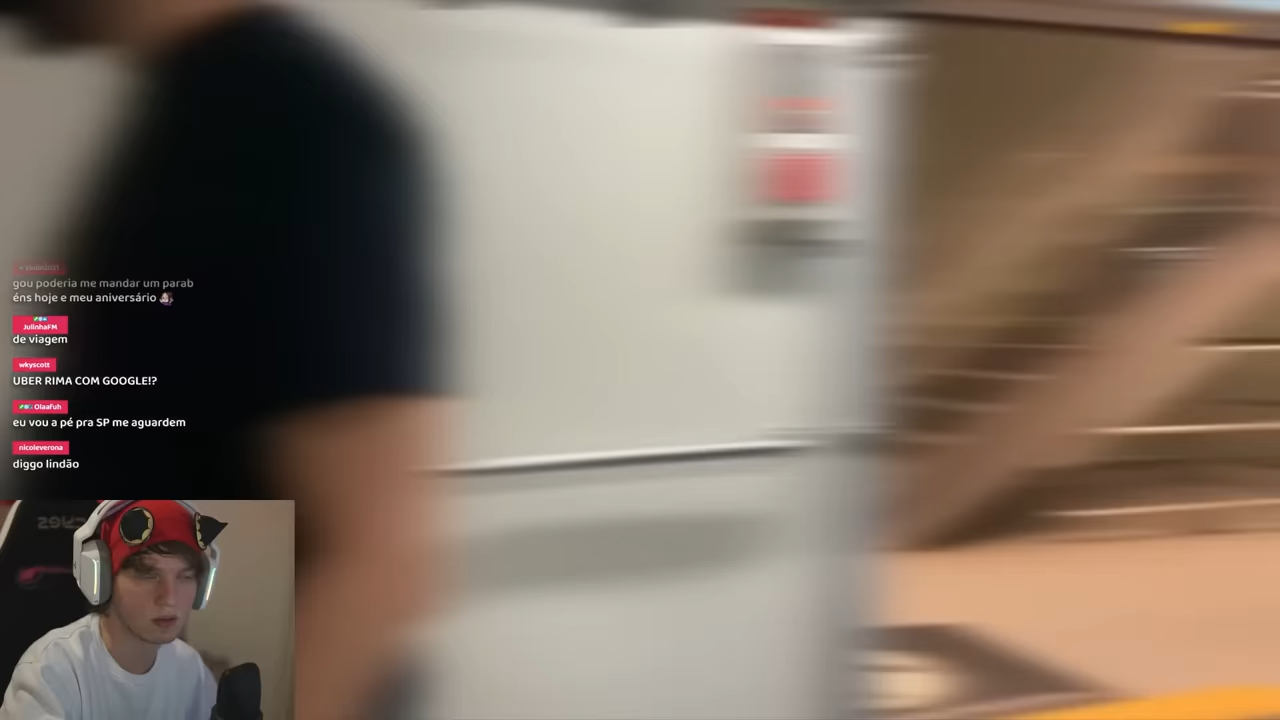 gou poderia me mandar um parab
éns hoje e meu aniversário
JulinhaFM
de viagem
wkyscott
UBER RIMA COM GOOGLE!?
Olaafuh
eu vou a pé pra SP me aguardem
nicoleverona
diggo lindão